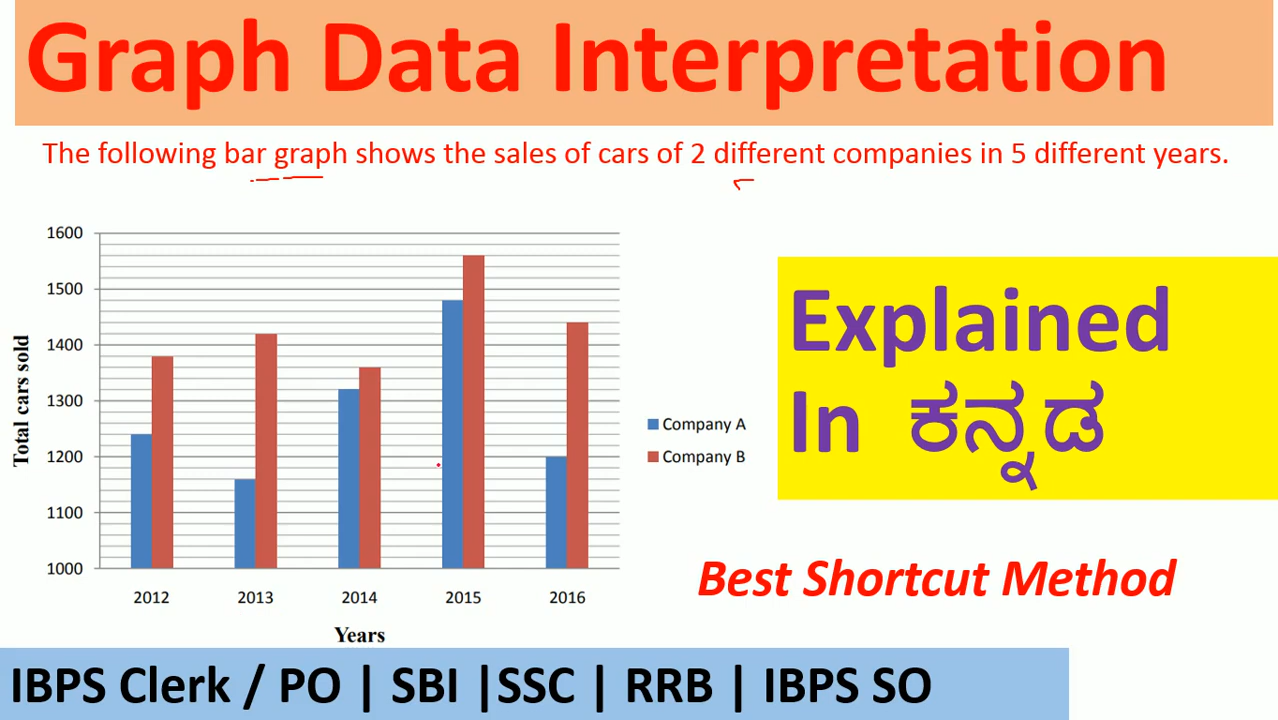 Graph Data Interpretation
The following bar graph shows the sales of cars of 2 different companies in 5 different years.
1600
1500
1400
1300
1200
1100
1000
Total cars sold
2012 2013 2014 2015 2016
Years
Company A
Company B
Explained
In ಕನ್ನಡ
Best Shortcut Method
IBPS Clerk / PO | SBI |SSC | RRB | IBPS SO